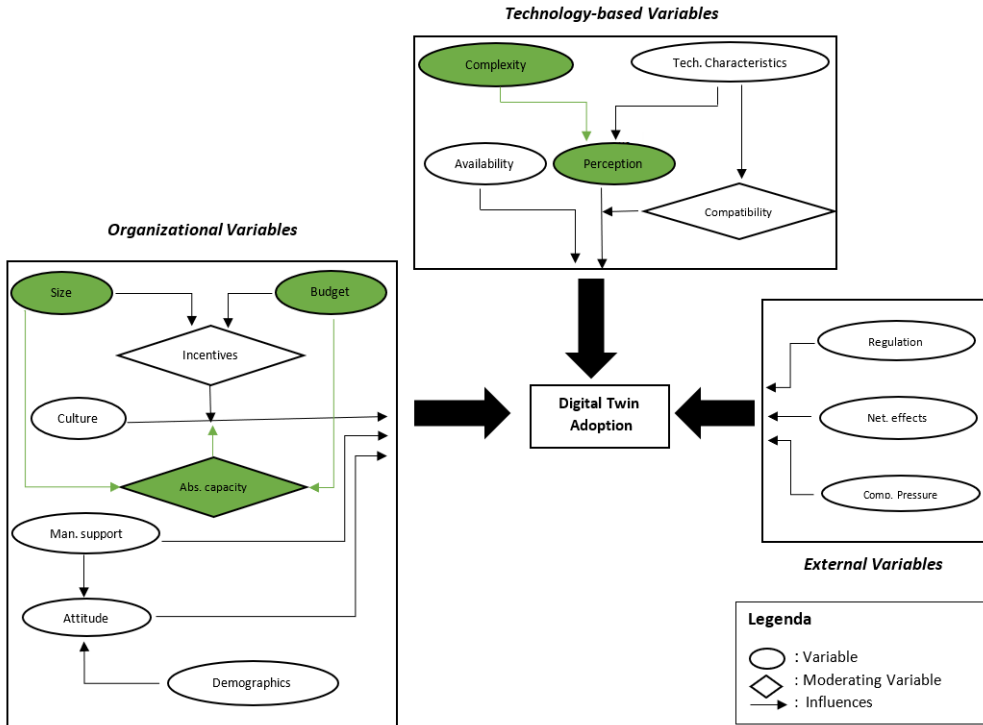 Technology-based Variables
Complexity
Tech. Characteristics
Availability
Perception
Compatibility
Organizational Variables
Size
Budget
Incentives
Culture
Abs. capacity
Man. support
Attitude
Demographics
Digital Twin
Adoption
Regulation
Net. effects
Comp. Pressure
External Variables
Legenda
: Variable
: Moderating Variable
: Influences